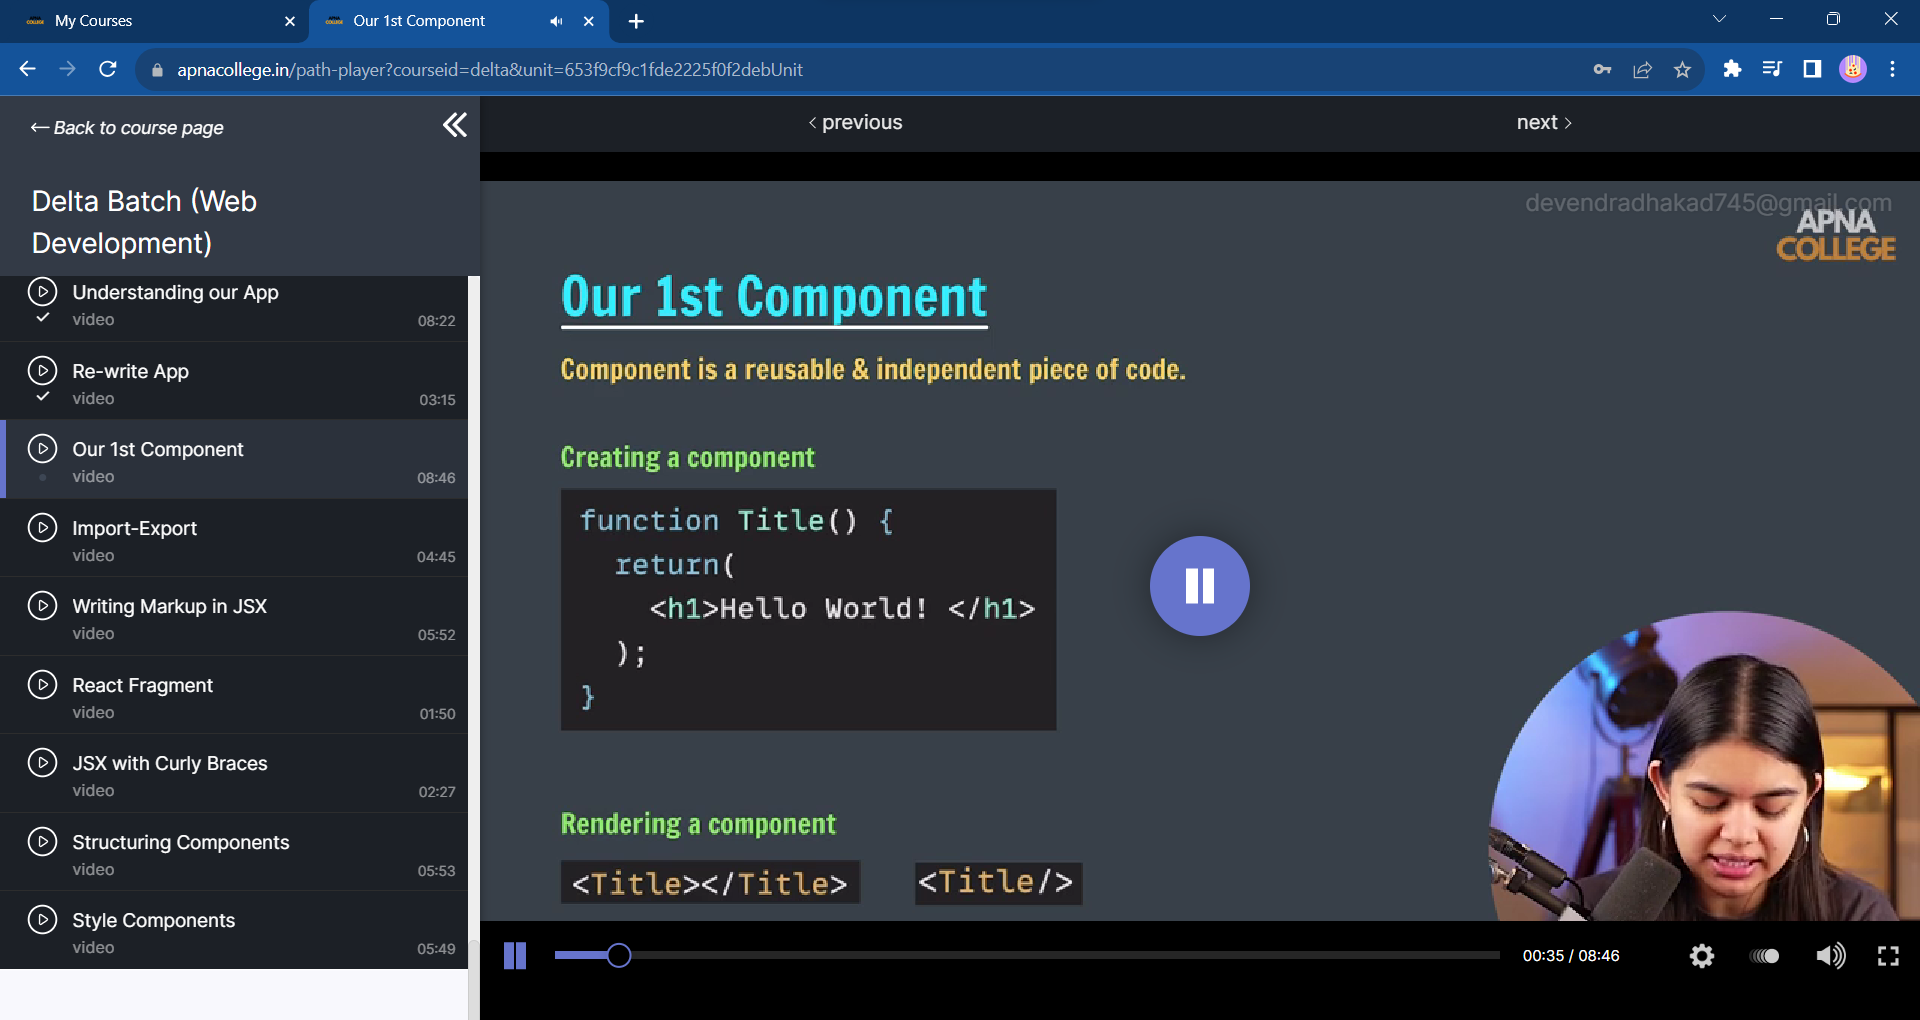 My Courses
Our 1st Component
apnacollege.in/path-player?courseid=delta&unit=653f9cf9c1fde2225f0f2debUnit
← Back to course page
Delta Batch (Web
Development)
Understanding our App
video
08:22
Re-write App
video
03:15
Our 1st Component
video
08:46
Import-Export
video
04:45
Writing Markup in JSX
video
05:52
React Fragment
video
01:50
JSX with Curly Braces
video
02:27
Structuring Components
video
05:53
Style Components
video
05:49
< previous
next >
devendradhakad745@gmail.com
APNA
COLLEGE
Our 1st Component
Component is a reusable & independent piece of code.
Creating a component
function Title() {
return(
<h1>Hello World! </h1>
);
}
Rendering a component
<Title></Title>
<Title/>
00:35 / 08:46